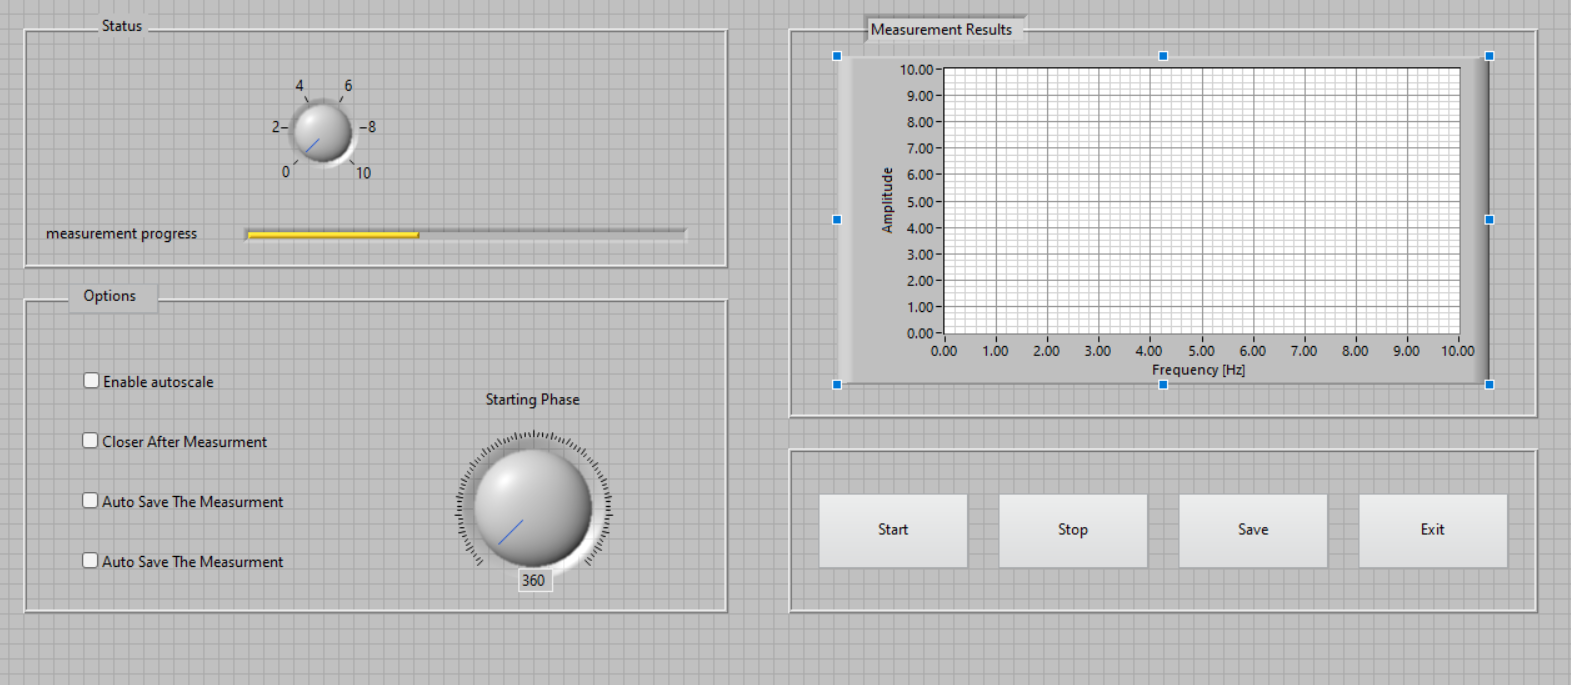 Status
4 6
2 8
0 10
measurement progress
Options
Enable autoscale
Closer After Measurment
Auto Save The Measurment
Auto Save The Measurment
Starting Phase
360
Measurement Results
Amplitude
10.00
9.00
8.00
7.00
6.00
5.00
4.00
3.00
2.00
1.00
0.00
0.00 1.00 2.00 3.00 4.00 5.00 6.00 7.00 8.00 9.00 10.00
Frequency [Hz]
Start Stop Save Exit